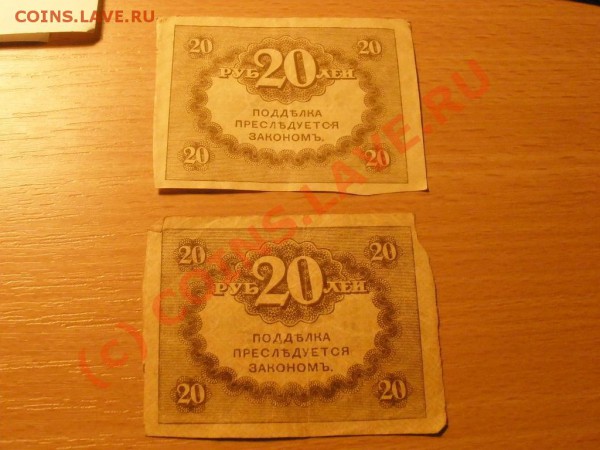 COINS.LAVE.RU
COINS.LAVE.RU
20 20
РУБ 20 ЛЕЙ
ПОДДѢЛКА
ПРЕСЛѢДУЕТСЯ
ЗАКОНОМЪ.
20 20
20 20
РУБ 20 ЛЕЙ
ПОДДѢЛКА
ПРЕСЛѢДУЕТСЯ
ЗАКОНОМЪ.
20 20
(c) COINS.LAVE.RU